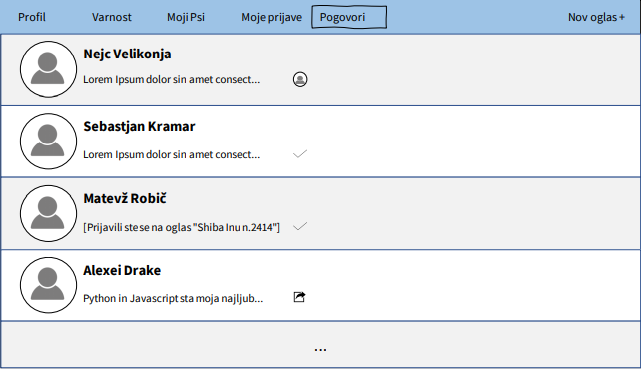 Profil Varnost Moji Psi Moje prijave Pogovori Nov oglas +
Nejc Velikonja
Lorem Ipsum dolor sin amet consect...
Sebastjan Kramar
Lorem Ipsum dolor sin amet consect...
Matevž Robič
[Prijavili ste se na oglas "Shiba Inu n.2414"]
Alexei Drake
Python in Javascript sta moja najljub...
...